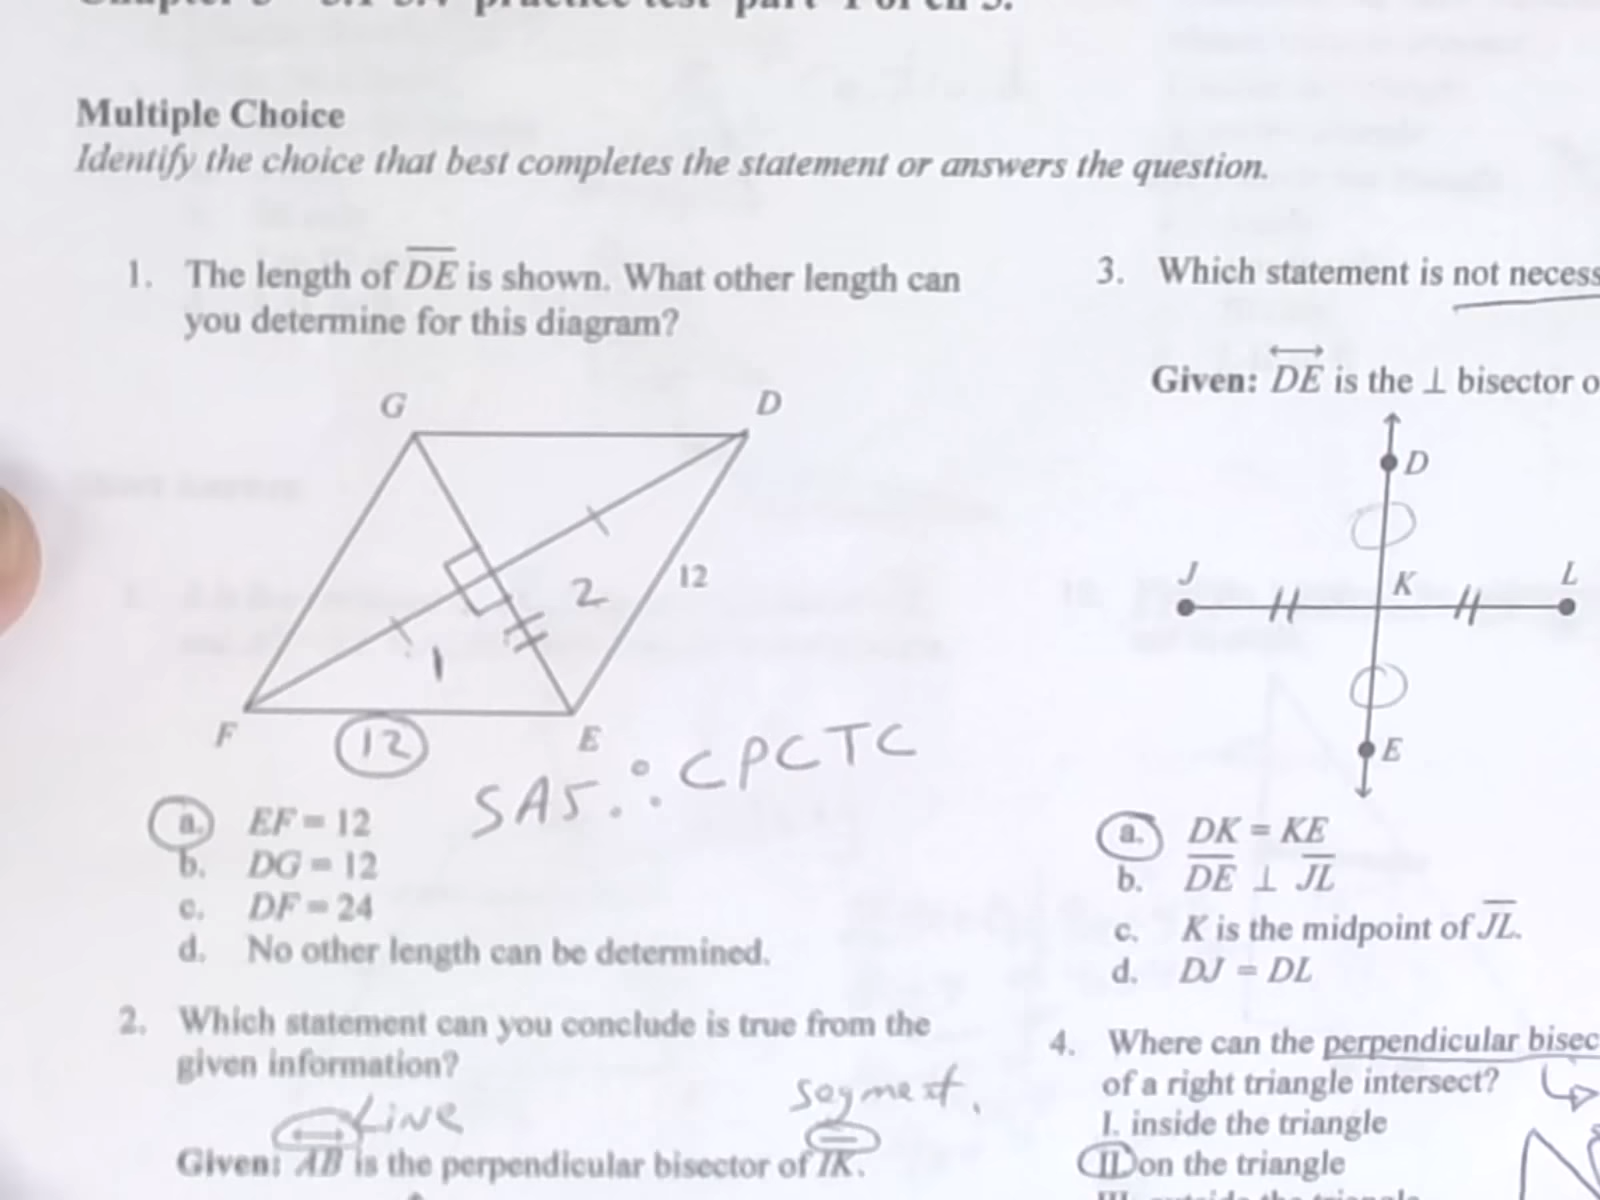 Multiple Choice
Identify the choice that best completes the statement or answers the question.
1. The length of DE is shown. What other length can
you determine for this diagram?
G
D
12
2
1
F
12
E
SAS ∴ CPCTC
a. EF = 12
b. DG = 12
c. DF = 24
d. No other length can be determined.
2. Which statement can you conclude is true from the
given information?
Line
segment.
Given: AB is the perpendicular bisector of IK.
3. Which statement is not
Given: DE is the ⊥ bisector
D
J
K
L
E
a. DK = KE
b. DE ⊥ JL
c. K is the midpoint of JL.
d. DJ = DL
4. Where can the perpendicular
of a right triangle intersect?
I. inside the triangle
II. on the triangle